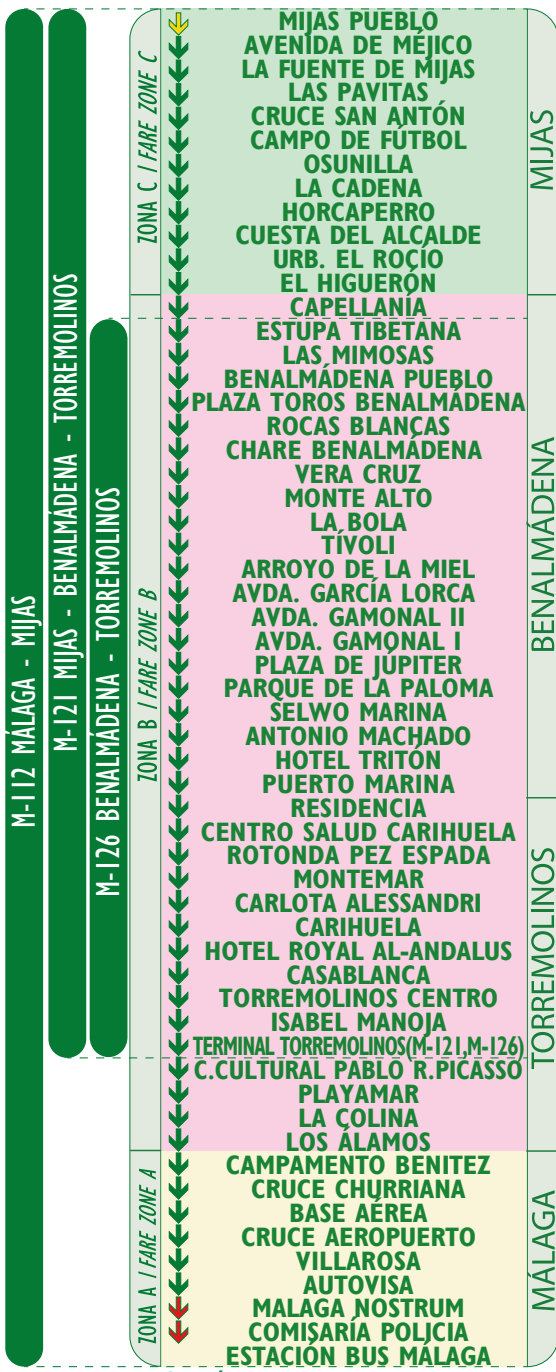 M-112 MÁLAGA - MIJAS
M-121 MIJAS - BENALMÁDENA - TORREMOLINOS
M-126 BENALMÁDENA - TORREMOLINOS
ZONA C / FARE ZONE C
ZONA B / FARE ZONE B
ZONA A / FARE ZONE A
MIJAS PUEBLO
AVENIDA DE MÉJICO
LA FUENTE DE MIJAS
LAS PAVITAS
CRUCE SAN ANTÓN
CAMPO DE FÚTBOL
OSUNILLA
LA CADENA
HORCAPERRO
CUESTA DEL ALCALDE
URB. EL ROCÍO
EL HIGUERÓN
CAPELLANÍA
ESTUPA TIBETANA
LAS MIMOSAS
BENALMÁDENA PUEBLO
PLAZA TOROS BENALMÁDENA
ROCAS BLANCAS
CHARE BENALMÁDENA
VERA CRUZ
MONTE ALTO
LA BOLA
TÍVOLI
ARROYO DE LA MIEL
AVDA. GARCÍA LORCA
AVDA. GAMONAL II
AVDA. GAMONAL I
PLAZA DE JÚPITER
PARQUE DE LA PALOMA
SELWO MARINA
ANTONIO MACHADO
HOTEL TRITÓN
PUERTO MARINA
RESIDENCIA
CENTRO SALUD CARIHUELA
ROTONDA PEZ ESPADA
MONTEMAR
CARLOTA ALESSANDRI
CARIHUELA
HOTEL ROYAL AL-ANDALUS
CASABLANCA
TORREMOLINOS CENTRO
ISABEL MANOJA
TERMINAL TORREMOLINOS(M-121,M-126)
C.CULTURAL PABLO R.PICASSO
PLAYAMAR
LA COLINA
LOS ÁLAMOS
CAMPAMENTO BENITEZ
CRUCE CHURRIANA
BASE AÉREA
CRUCE AEROPUERTO
VILLAROSA
AUTOVISA
MALAGA NOSTRUM
COMISARÍA POLICIA
ESTACIÓN BUS MÁLAGA
MIJAS
BENALMÁDENA
TORREMOLINOS
MÁLAGA